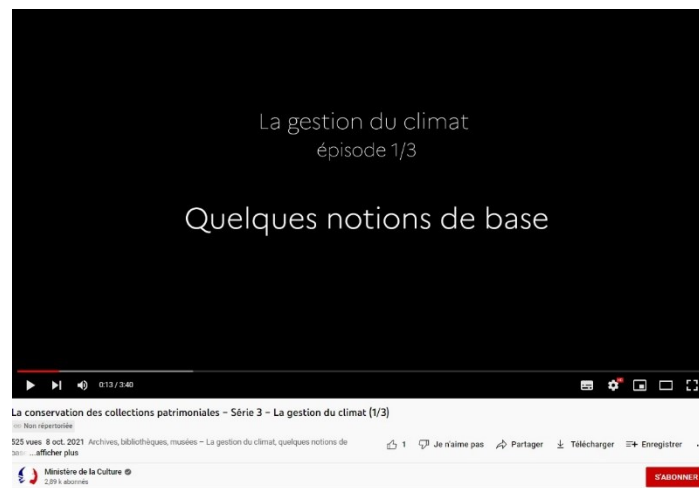 La gestion du climat
épisode 1/3
Quelques notions de base
0:13 / 3:40
La conservation des collections patrimoniales – Série 3 – La gestion du climat (1/3)
Non répertoriée
525 vues 8 oct. 2021 Archives, bibliothèques, musées – La gestion du climat, quelques notions de
base ...afficher plus
1 Je n'aime pas Partager Télécharger Enregistrer
Ministère de la Culture
2,89 k abonnés
S'ABONNER